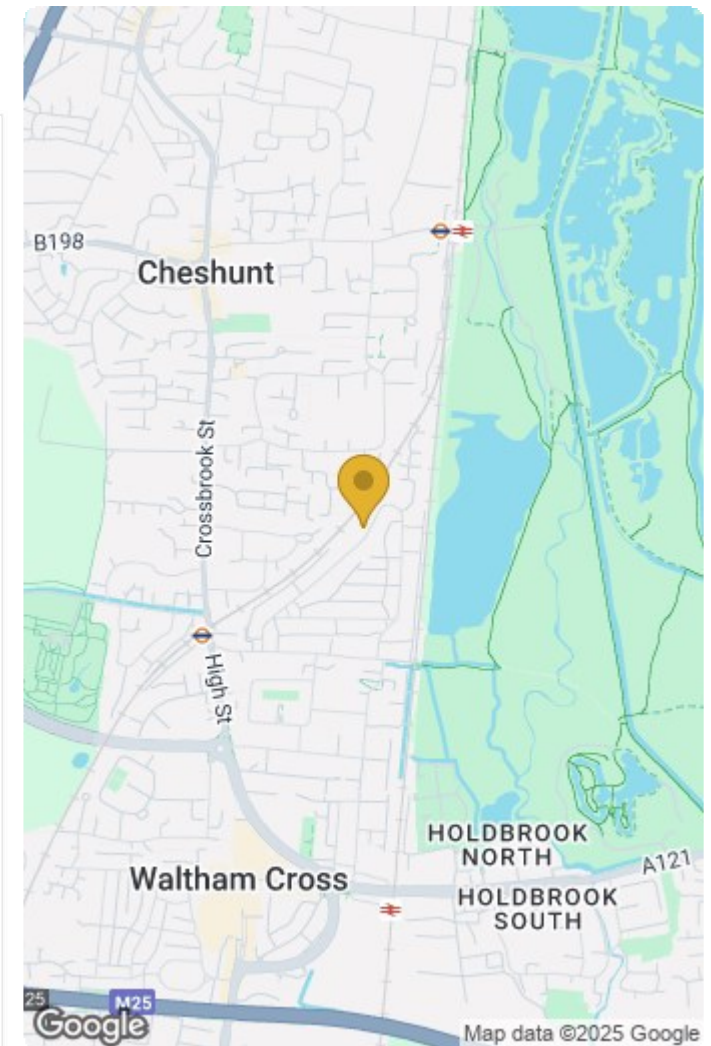 B198
Cheshunt
Crossbrook St
High St
HOLDBROOK
NORTH
A121
Waltham Cross
HOLDBROOK
SOUTH
25
M25
Google
Map data ©2025 Google